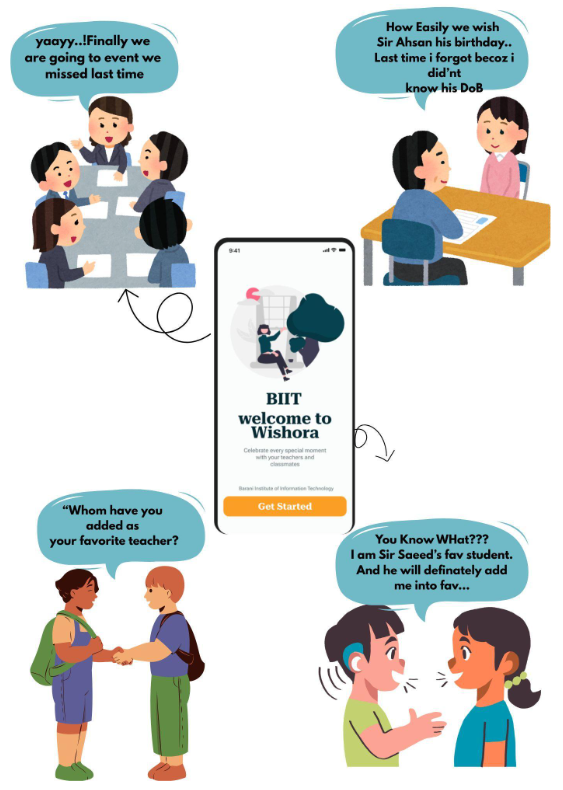 yaayy..!Finally we
are going to event we
missed last time
How Easily we wish
Sir Ahsan his birthday..
Last time i forgot becoz i
did'nt
know his DoB
9:41
BIIT
welcome to
Wishora
Celebrate every special moment
with your teachers and
classmates
Barani Institute of Information Technology
Get Started
“Whom have you
added as
your favorite teacher?
You Know WHat???
I am Sir Saeed's fav student.
And he will definately add
me into fav...